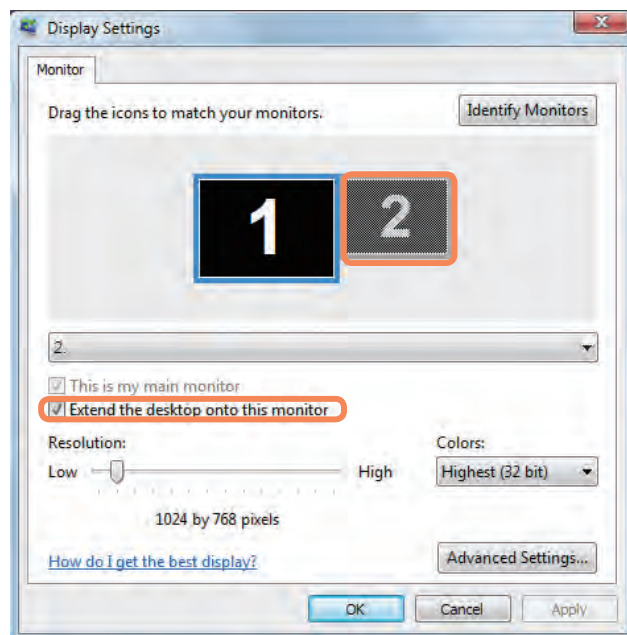 Display Settings
Monitor
Drag the icons to match your monitors.
Identify Monitors
1
2
2.
This is my main monitor
Extend the desktop onto this monitor
Resolution:
Colors:
Low
High
Highest (32 bit)
1024 by 768 pixels
How do I get the best display?
Advanced Settings...
OK
Cancel
Apply